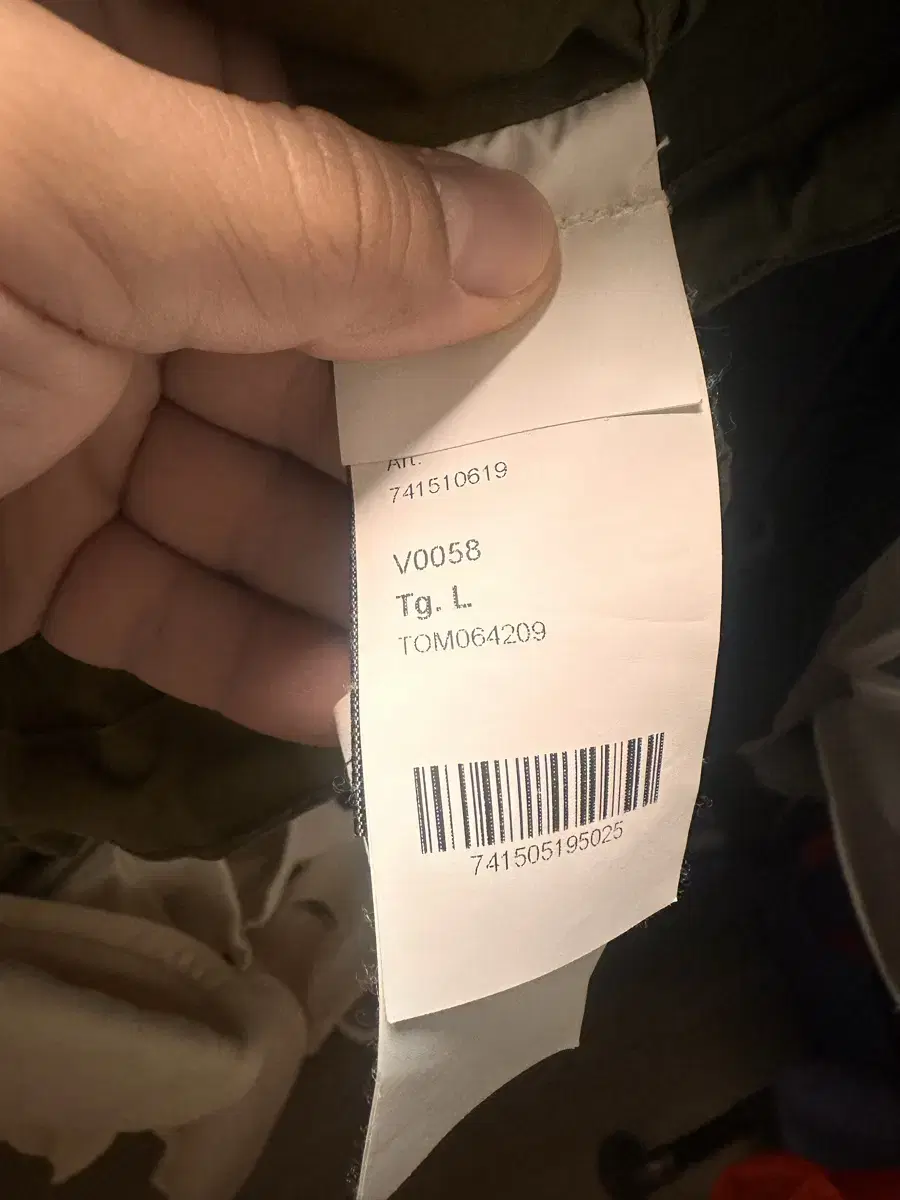 Art.
741510619
V0058
Tg. L
TOM064209
741505195025